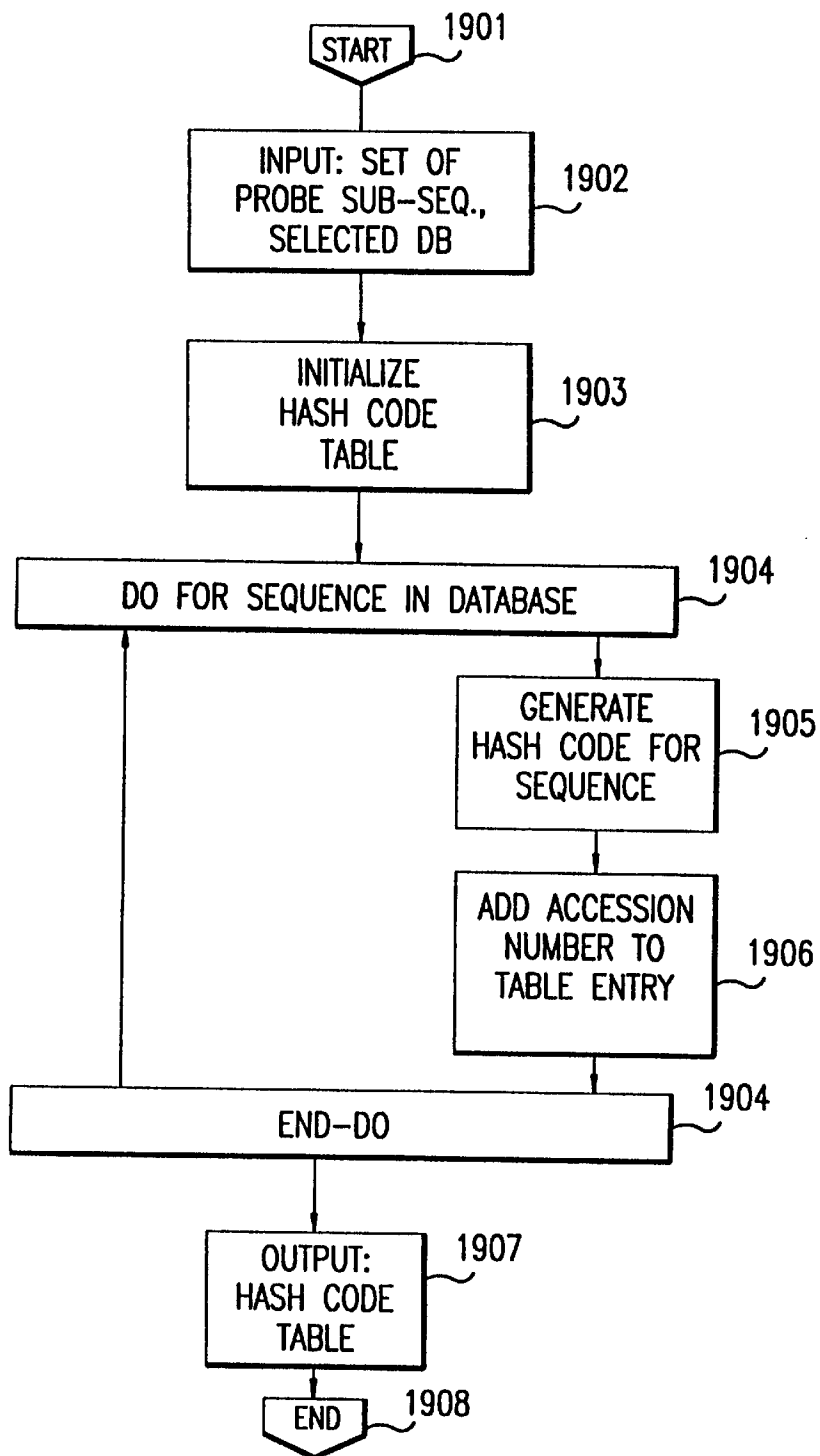 START
1901
INPUT: SET OF
PROBE SUB-SEQ.,
SELECTED DB
1902
INITIALIZE
HASH CODE
TABLE
1903
DO FOR SEQUENCE IN DATABASE
1904
GENERATE
HASH CODE FOR
SEQUENCE
1905
ADD ACCESSION
NUMBER TO
TABLE ENTRY
1906
END-DO
1904
OUTPUT:
HASH CODE
TABLE
1907
END
1908